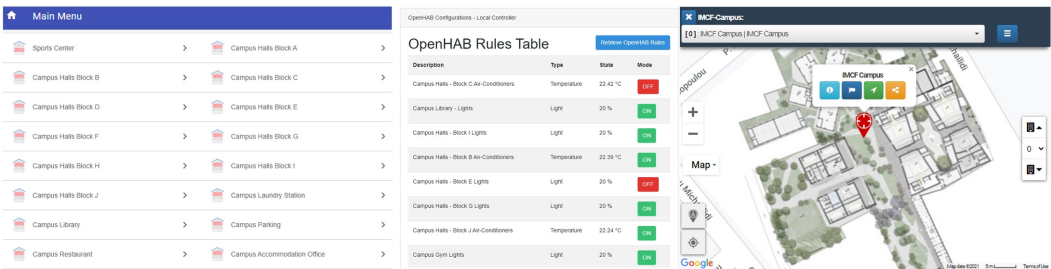 Main Menu
Sports Center
Campus Halls Block A
Campus Halls Block B
Campus Halls Block C
Campus Halls Block D
Campus Halls Block E
Campus Halls Block F
Campus Halls Block G
Campus Halls Block H
Campus Halls Block I
Campus Halls Block J
Campus Laundry Station
Campus Library
Campus Parking
Campus Restaurant
Campus Accommodation Office
OpenHAB Configurations - Local Controller
OpenHAB Rules Table
Retrieve OpenHAB Rules
Description Type State Mode
Campus Halls - Block C Air-Conditioners Temperature 22.42 °C OFF
Campus Library - Lights Light 20 % ON
Campus Halls - Block I Lights Light 20 % ON
Campus Halls - Block B Air-Conditioners Temperature 22.39 °C ON
Campus Halls - Block E Lights Light 20 % OFF
Campus Halls - Block G Lights Light 20 % ON
Campus Halls - Block J Air-Conditioners Temperature 22.24 °C ON
Campus Gym Lights Light 20 % ON
IMCF-Campus:
[0]: IMCF Campus | IMCF Campus
IMCF Campus
Map
0
Google
Map data ©2021 5 m Terms of Use